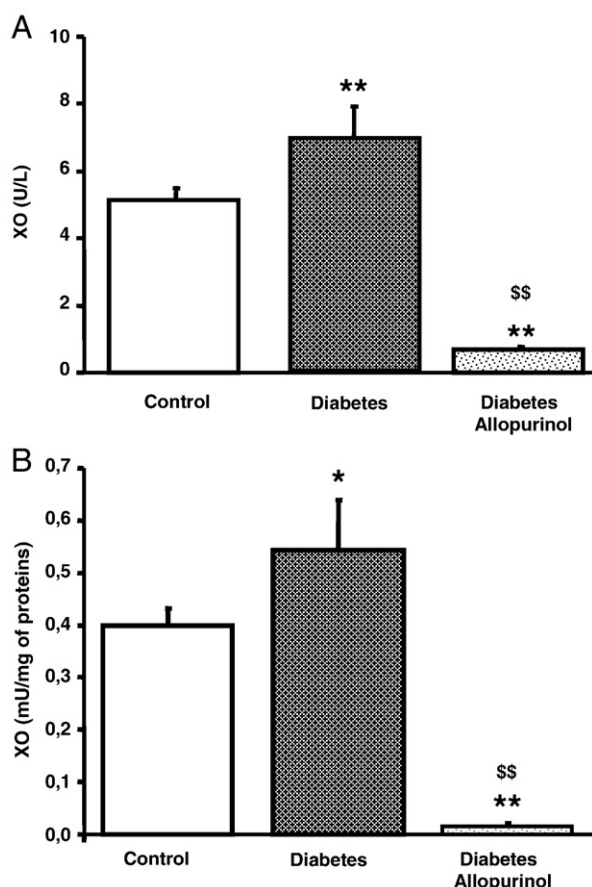 A
10
8
6
4
2
0
XO (U/L)
**
$$
**
Control
Diabetes
Diabetes
Allopurinol
B
0,7
0,6
0,5
0,4
0,3
0,2
0,1
0,0
XO (mU/mg of proteins)
*
$$
**
Control
Diabetes
Diabetes
Allopurinol